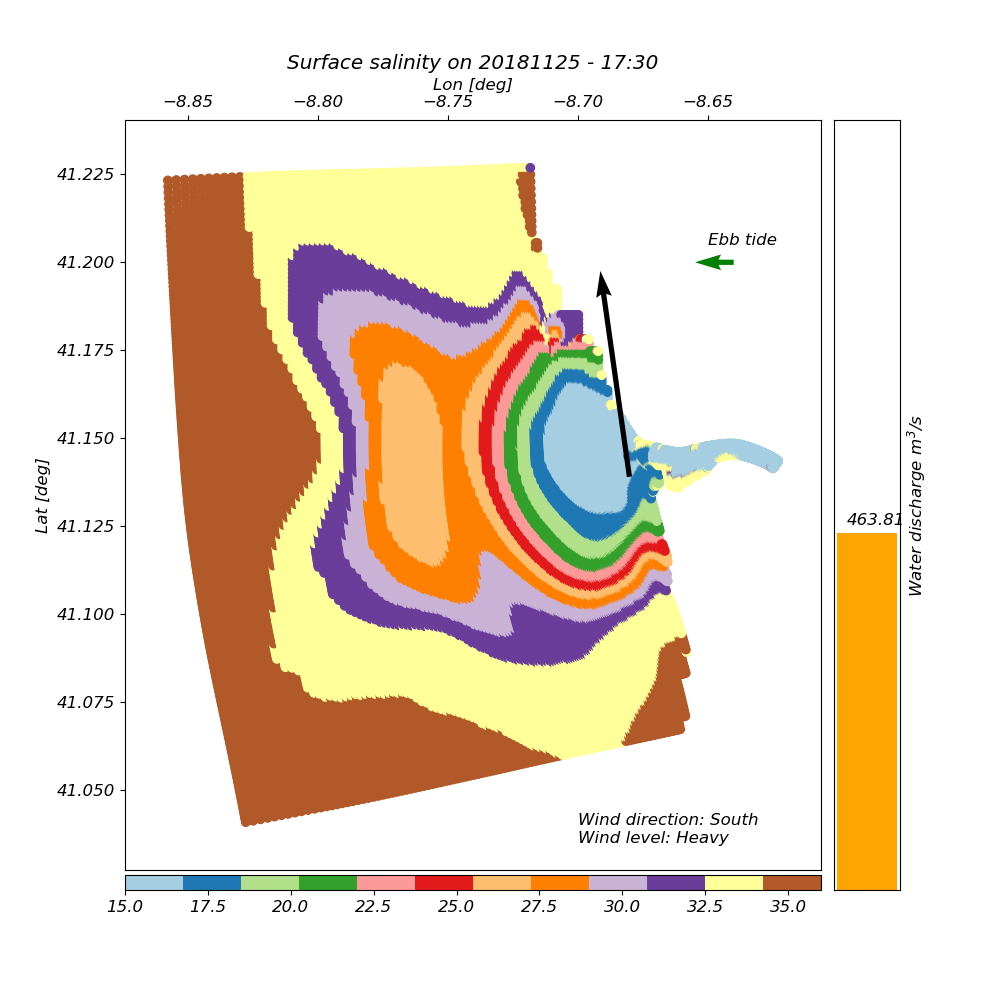 Surface salinity on 20181125 - 17:30
Lon [deg]
−8.85 −8.80 −8.75 −8.70 −8.65
41.225
41.200
41.175
41.150
41.125
41.100
41.075
41.050
Lat [deg]
Ebb tide
Wind direction: South
Wind level: Heavy
463.81
Water discharge m³/s
15.0 17.5 20.0 22.5 25.0 27.5 30.0 32.5 35.0